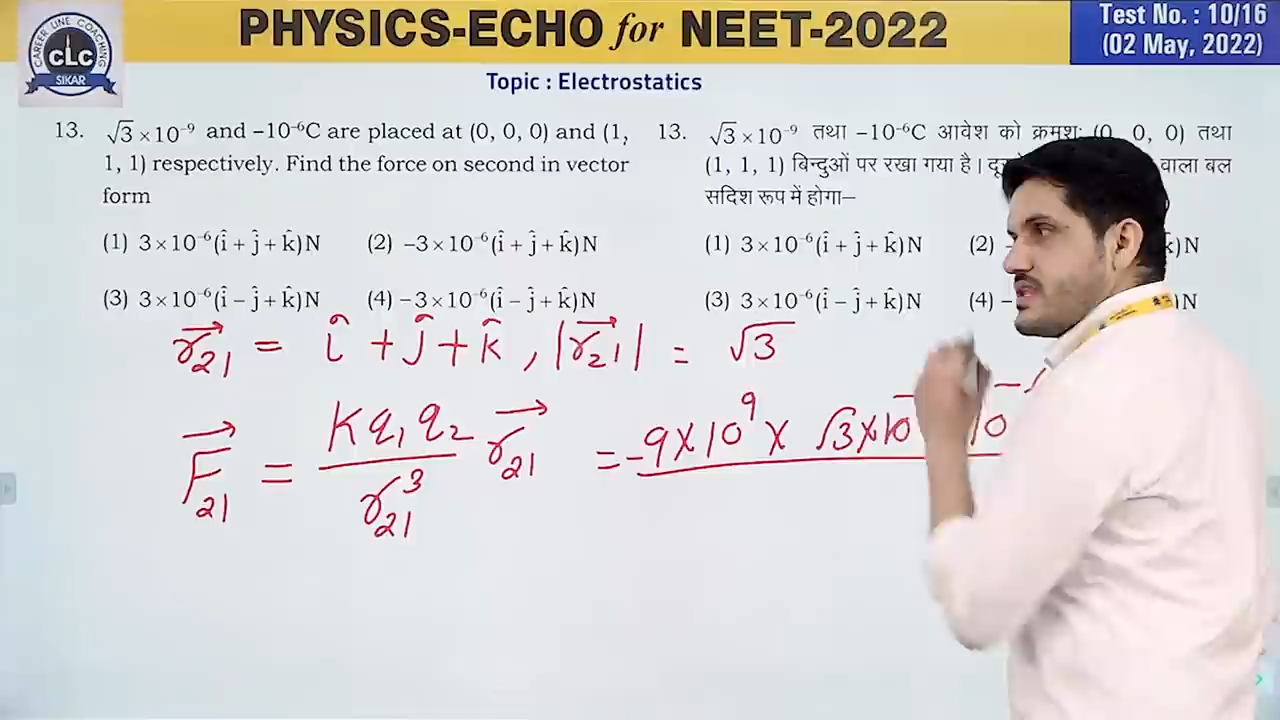 PHYSICS-ECHO for NEET-2022
Test No. : 10/16
(02 May, 2022)
CAREER LINE COACHING
CLC
SIKAR
Topic : Electrostatics
13. √3×10⁻⁹ and –10⁻⁶C are placed at (0, 0, 0) and (1,
1, 1) respectively. Find the force on second in vector
form
(1) 3×10⁻⁶(î + ĵ + k̂)N (2) –3×10⁻⁶(î + ĵ + k̂)N
(3) 3×10⁻⁶(î – ĵ + k̂)N (4) –3×10⁻⁶(î – ĵ + k̂)N
13. √3×10⁻⁹ तथा –10⁻⁶C आवेश को क्रमशः (0, 0, 0) तथा
(1, 1, 1) बिन्दुओं पर रखा गया है। वाला बल
सदिश रूप में होगा–
(1) 3×10⁻⁶(î + ĵ + k̂)N (2) )N
(3) 3×10⁻⁶(î – ĵ + k̂)N (4) – )N
r⃗₂₁ = î + ĵ + k̂ , |r⃗₂₁| = √3
F⃗₂₁ = Kq₁q₂ / r₂₁³ r⃗₂₁ = -9×10⁹ × √3×10⁻ 10⁻